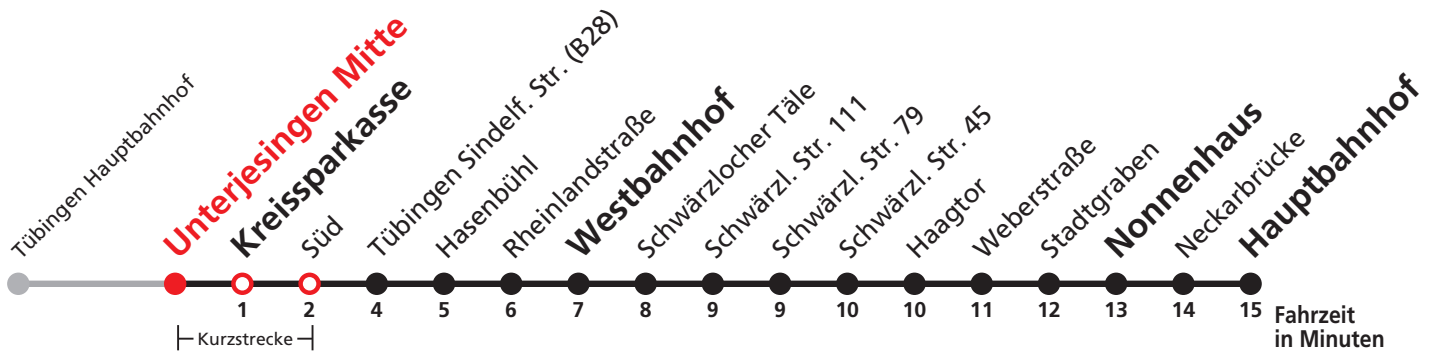 Tübingen Hauptbahnhof
Unterjesingen Mitte
Kreissparkasse
Süd
Tübingen Sindelf. Str. (B28)
Hasenbühl
Rheinlandstraße
Westbahnhof
Schwärzlocher Täle
Schwärzl. Str. 111
Schwärzl. Str. 79
Schwärzl. Str. 45
Haagtor
Weberstraße
Stadtgraben
Nonnenhaus
Neckarbrücke
Hauptbahnhof
1 2 4 5 6 7 8 9 9 10 10 11 12 13 14 15
Fahrzeit
in Minuten
Kurzstrecke